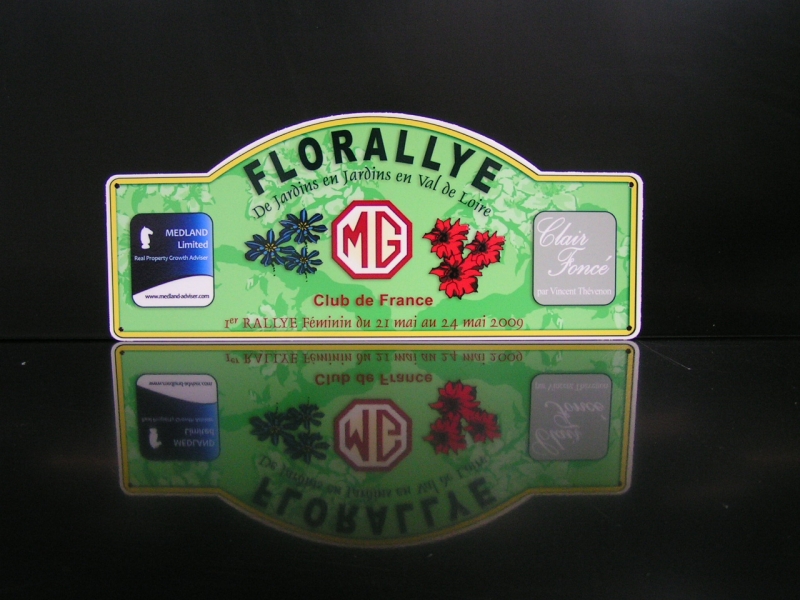 FLORALLYE
De Jardins en Jardins en Val de Loire
MEDLAND
Limited
Real Property Growth Adviser
www.medland-adviser.com
MG
Clair
Foncé
par Vincent Thévenon
Club de France
1er RALLYE Féminin du 21 mai au 24 mai 2009